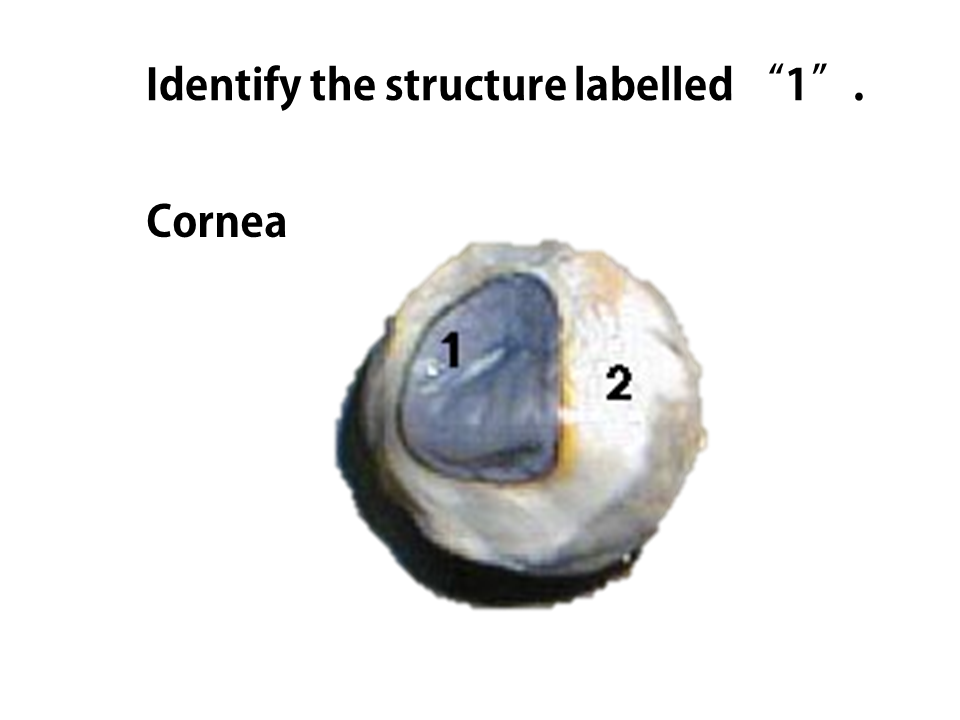 Identify the structure labelled “1” .
Cornea
1
2